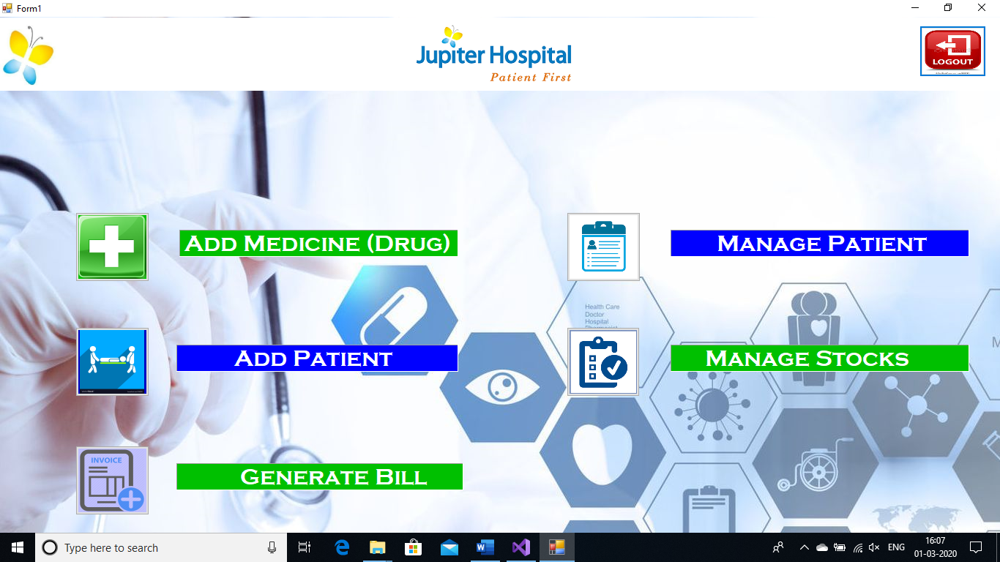 Form1
Jupiter Hospital
Patient First
LOGOUT
Add Medicine (Drug)
Manage Patient
Health Care
Doctor
Hospital
Add Patient
Manage Stocks
M
INVOICE
Generate Bill
Type here to search
ENG
16:07
01-03-2020